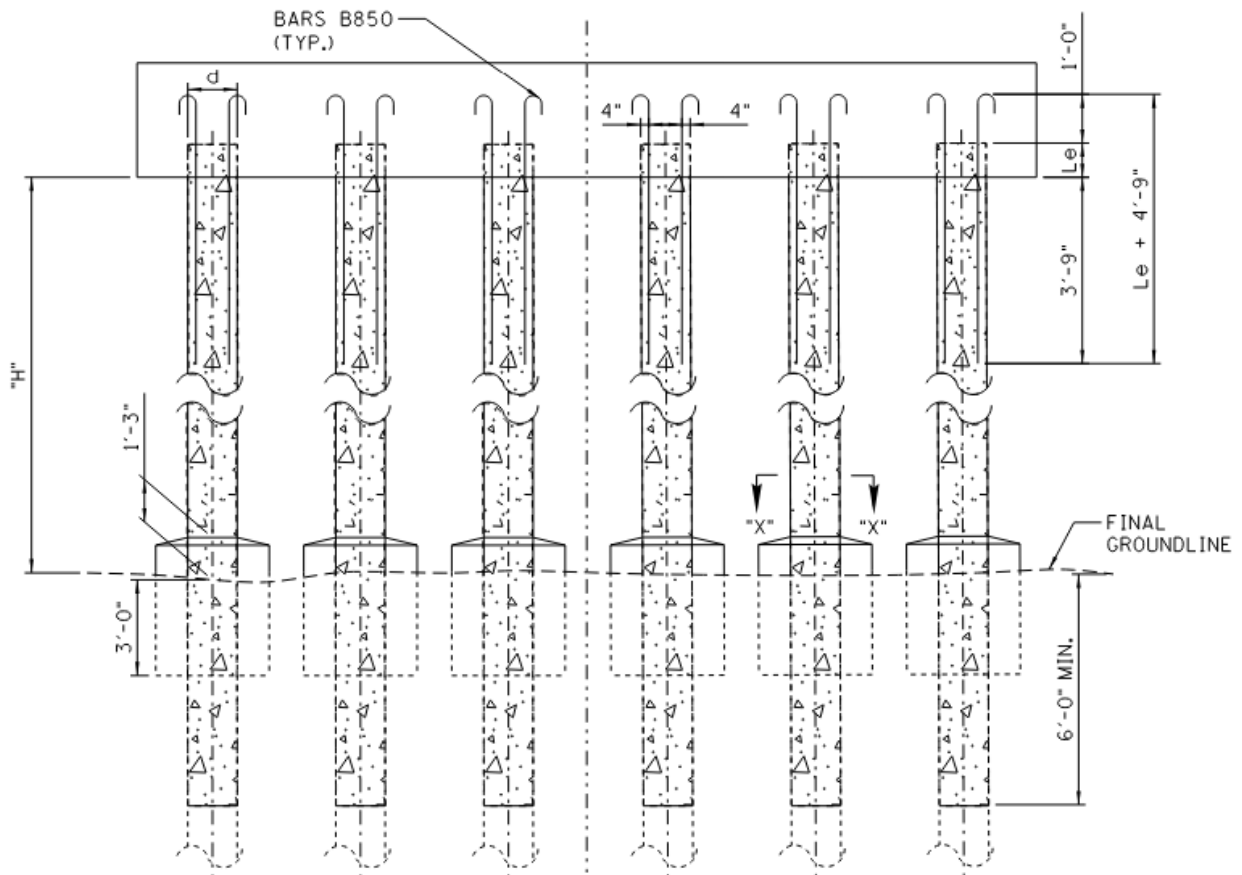 BARS B850
(TYP.)
d
4"
4"
1'-0"
Le
3'-9"
Le + 4'-9"
"H"
1'-3"
"X"
"X"
FINAL
GROUNDLINE
3'-0"
6'-0" MIN.